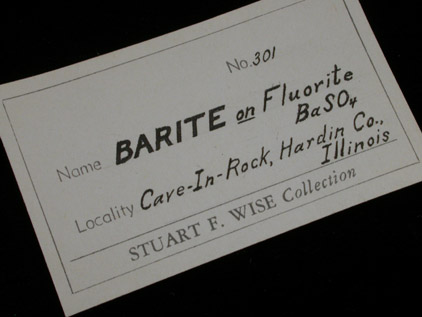 No. 301
Name BARITE on Fluorite
BaSO4
Locality Cave-In-Rock, Hardin Co.,
Illinois
STUART F. WISE Collection